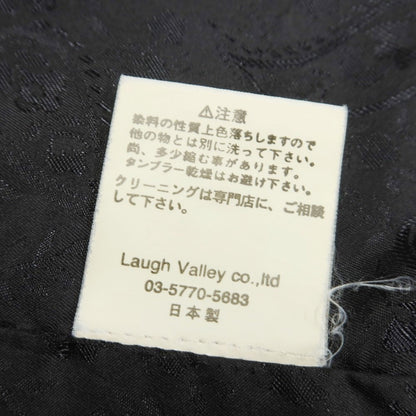 ⚠注意
染料の性質上色落ちしますので
他の物とは別に洗って下さい。
尚、多少縮む事があります。
タンブラー乾燥はお避け下さい。
クリーニングは専門店に、ご相談
して下さい。
Laugh Valley co.,ltd
03-5770-5683
日本製